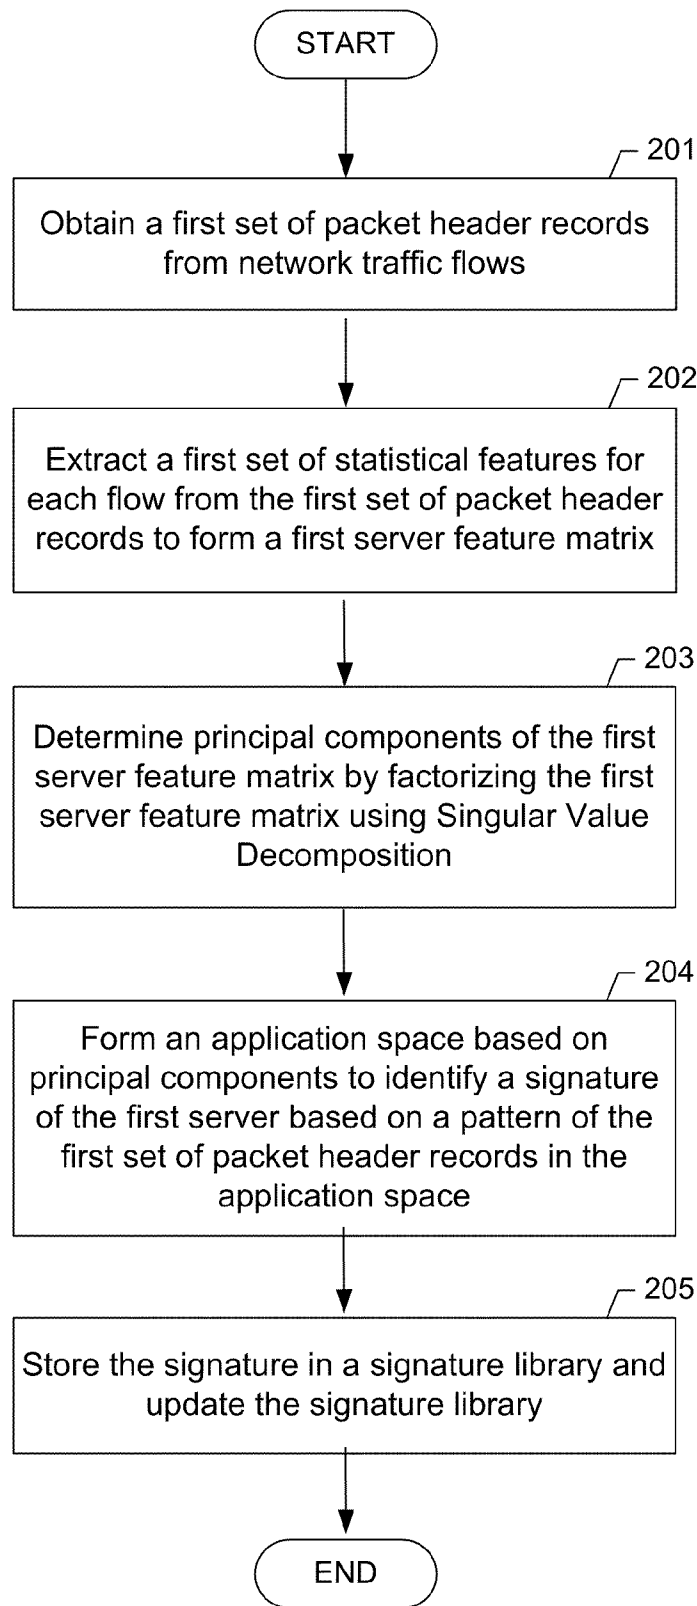 START
201
Obtain a first set of packet header records
from network traffic flows
202
Extract a first set of statistical features for
each flow from the first set of packet header
records to form a first server feature matrix
203
Determine principal components of the first
server feature matrix by factorizing the first
server feature matrix using Singular Value
Decomposition
204
Form an application space based on
principal components to identify a signature
of the first server based on a pattern of the
first set of packet header records in the
application space
205
Store the signature in a signature library and
update the signature library
END